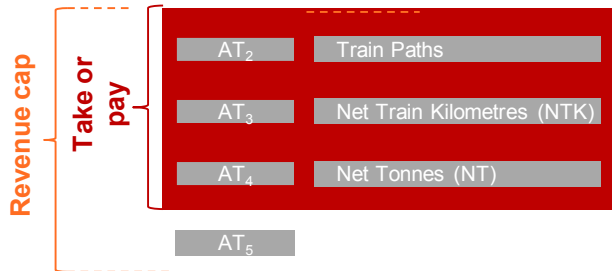 Revenue cap
Take or
pay
AT₂ Train Paths
AT₃ Net Train Kilometres (NTK)
AT₄ Net Tonnes (NT)
AT₅